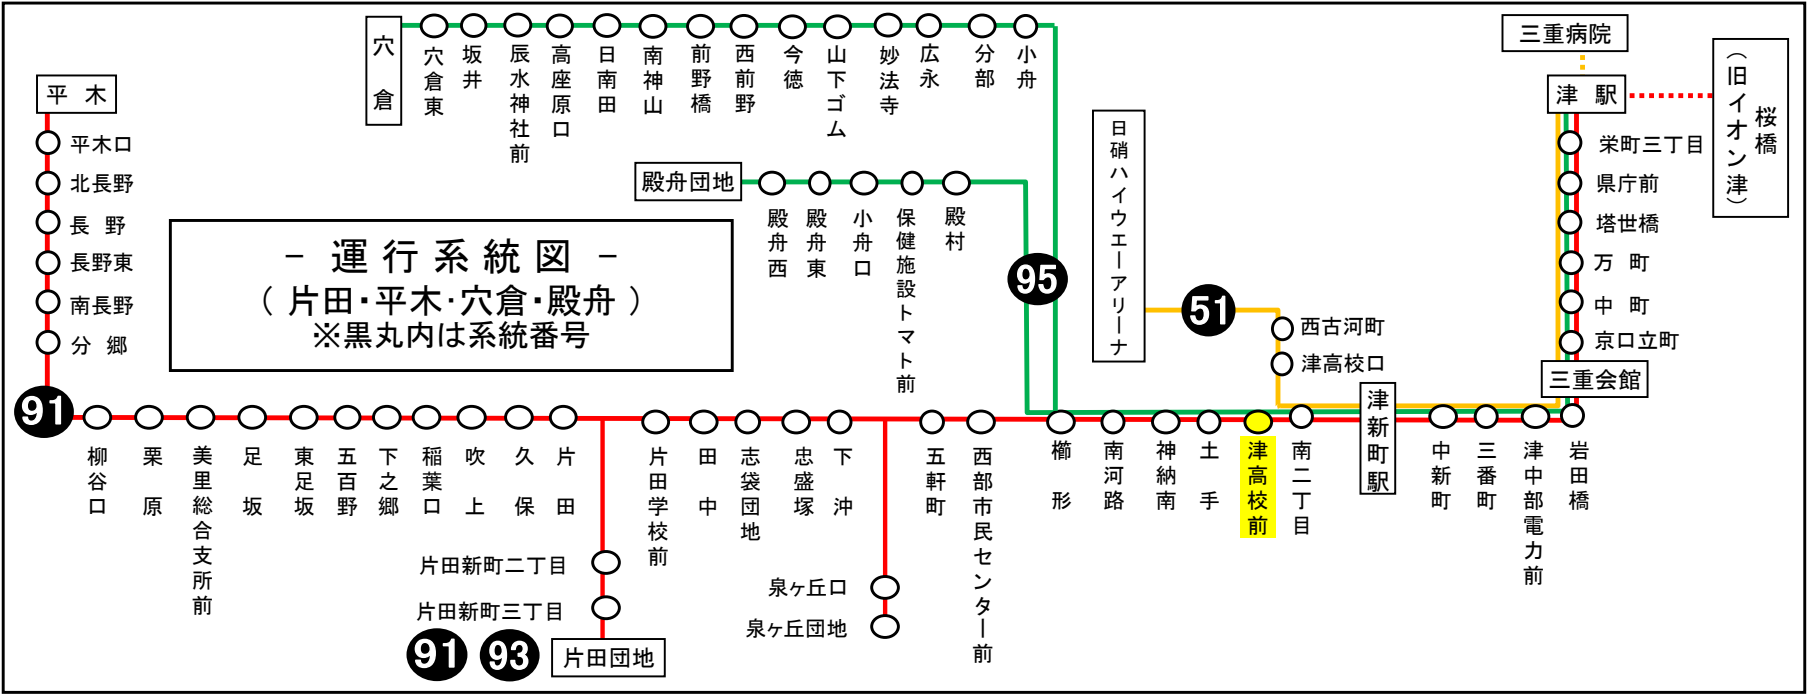 穴倉
穴倉東
坂井
辰水神社前
高座原口
日南田
南神山
前野橋
西前野
今徳
山下ゴム
妙法寺
広永
分部
小舟
三重病院
津駅
桜橋
（旧イオン津）
平木
平木口
北長野
長野
長野東
南長野
分郷
殿舟団地
殿舟西
殿舟東
小舟口
保健施設トマト前
殿村
日硝ハイウエーアリーナ
－ 運行系統図 －
（ 片田・平木・穴倉・殿舟 ）
※黒丸内は系統番号
95
51
西古河町
津高校口
栄町三丁目
県庁前
塔世橋
万町
中町
京口立町
三重会館
91
柳谷口
栗原
美里総合支所前
足坂
東足坂
五百野
下之郷
稲葉口
吹上
久保
片田
片田学校前
田中
志袋団地
忠盛塚
下沖
五軒町
西部市民センター前
櫛形
南河路
神納南
土手
津高校前
南二丁目
津新町駅
中新町
三番町
津中部電力前
岩田橋
片田新町二丁目
片田新町三丁目
91
93
片田団地
泉ヶ丘口
泉ヶ丘団地